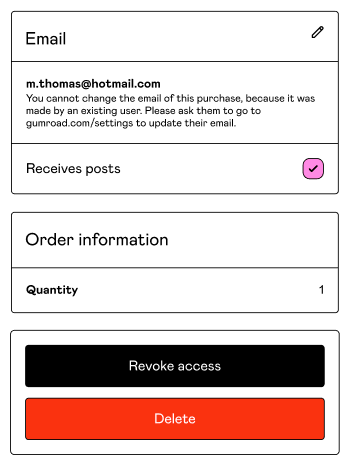 Email
m.thomas@hotmail.com
You cannot change the email of this purchase, because it was
made by an existing user. Please ask them to go to
gumroad.com/settings to update their email.
Receives posts
Order information
Quantity 1
Revoke access
Delete